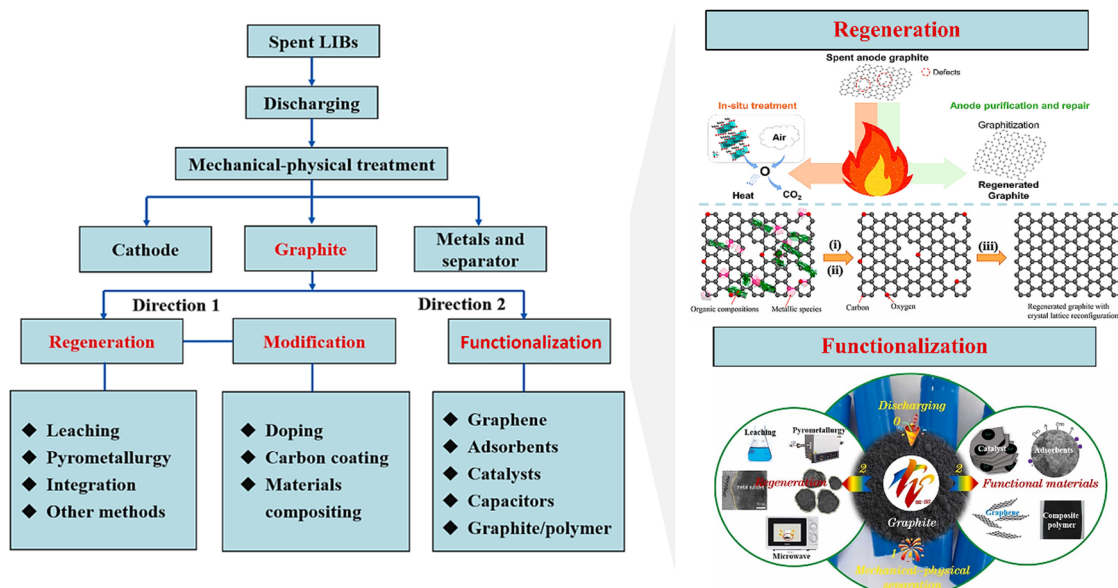 Spent LIBs
Discharging
Mechanical-physical treatment
Cathode
Graphite
Metals and
separator
Direction 1
Direction 2
Regeneration
Modification
Functionalization
◆ Leaching
◆ Pyrometallurgy
◆ Integration
◆ Other methods
◆ Doping
◆ Carbon coating
◆ Materials
compositing
◆ Graphene
◆ Adsorbents
◆ Catalysts
◆ Capacitors
◆ Graphite/polymer
Regeneration
Spent anode graphite
Defects
In-situ treatment
Anode purification and repair
Air
O
Heat
CO2
Graphitization
Regenerated
Graphite
(i)
(ii)
(iii)
Organic compositions
Metallic species
Carbon
Oxygen
Regenerated graphite with
crystal lattice reconfiguration
Functionalization
Discharging
0
Leaching
Pyrometallurgy
Regeneration
2
Microwave
Graphite
1
Mechanical-physical
2
Functional materials
Catalyst
Adsorbents
Graphene
Composite
polymer